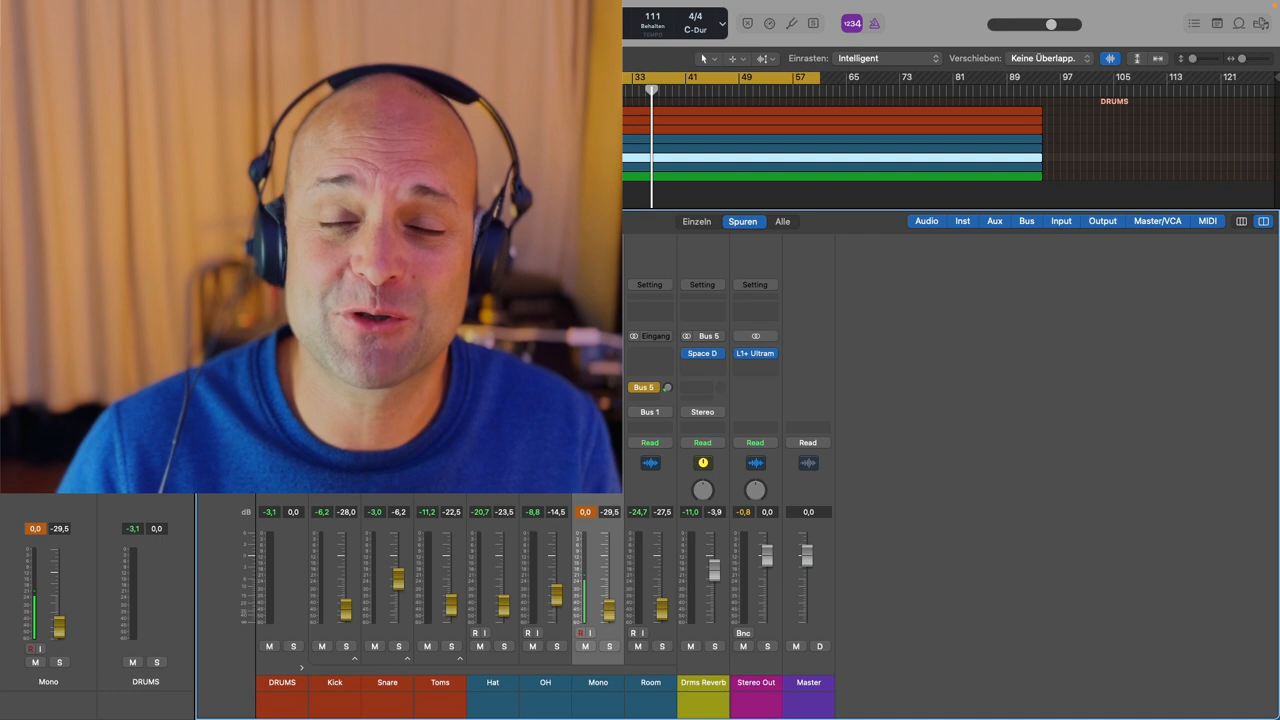 111
4/4
Behalten
C-Dur
TEMPO
1234
Einrasten: Intelligent
Verschieben: Keine Überlapp.
33 41 49 57 65 73 81 89 97 105 113 121
DRUMS
Einzeln Spuren Alle
Audio Inst Aux Bus Input Output Master/VCA MIDI
Setting Setting Setting
Eingang Bus 5
Space D L1+ Ultram
Bus 5
Bus 1 Stereo
Read Read Read Read
dB -3,1 0,0 -6,2 -28,0 -3,0 -6,2 -11,2 -22,5 -20,7 -23,5 -8,8 -14,5 0,0 -29,5 -24,7 -27,5 -11,0 -3,9 -0,8 0,0 0,0
0,0 -29,5 -3,1 0,0
R I R I R I R I Bnc
M S M S M S M S M S M S M S M S M S M S M D
R I
M S M S
Mono DRUMS
DRUMS Kick Snare Toms Hat OH Mono Room Drms Reverb Stereo Out Master